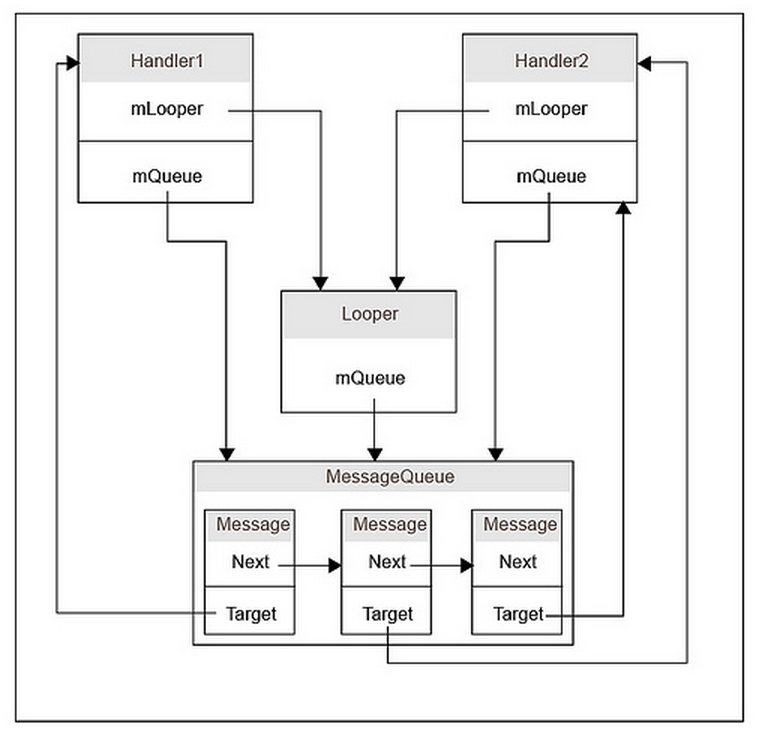 Handler1
mLooper
mQueue
Handler2
mLooper
mQueue
Looper
mQueue
MessageQueue
Message
Next
Target
Message
Next
Target
Message
Next
Target